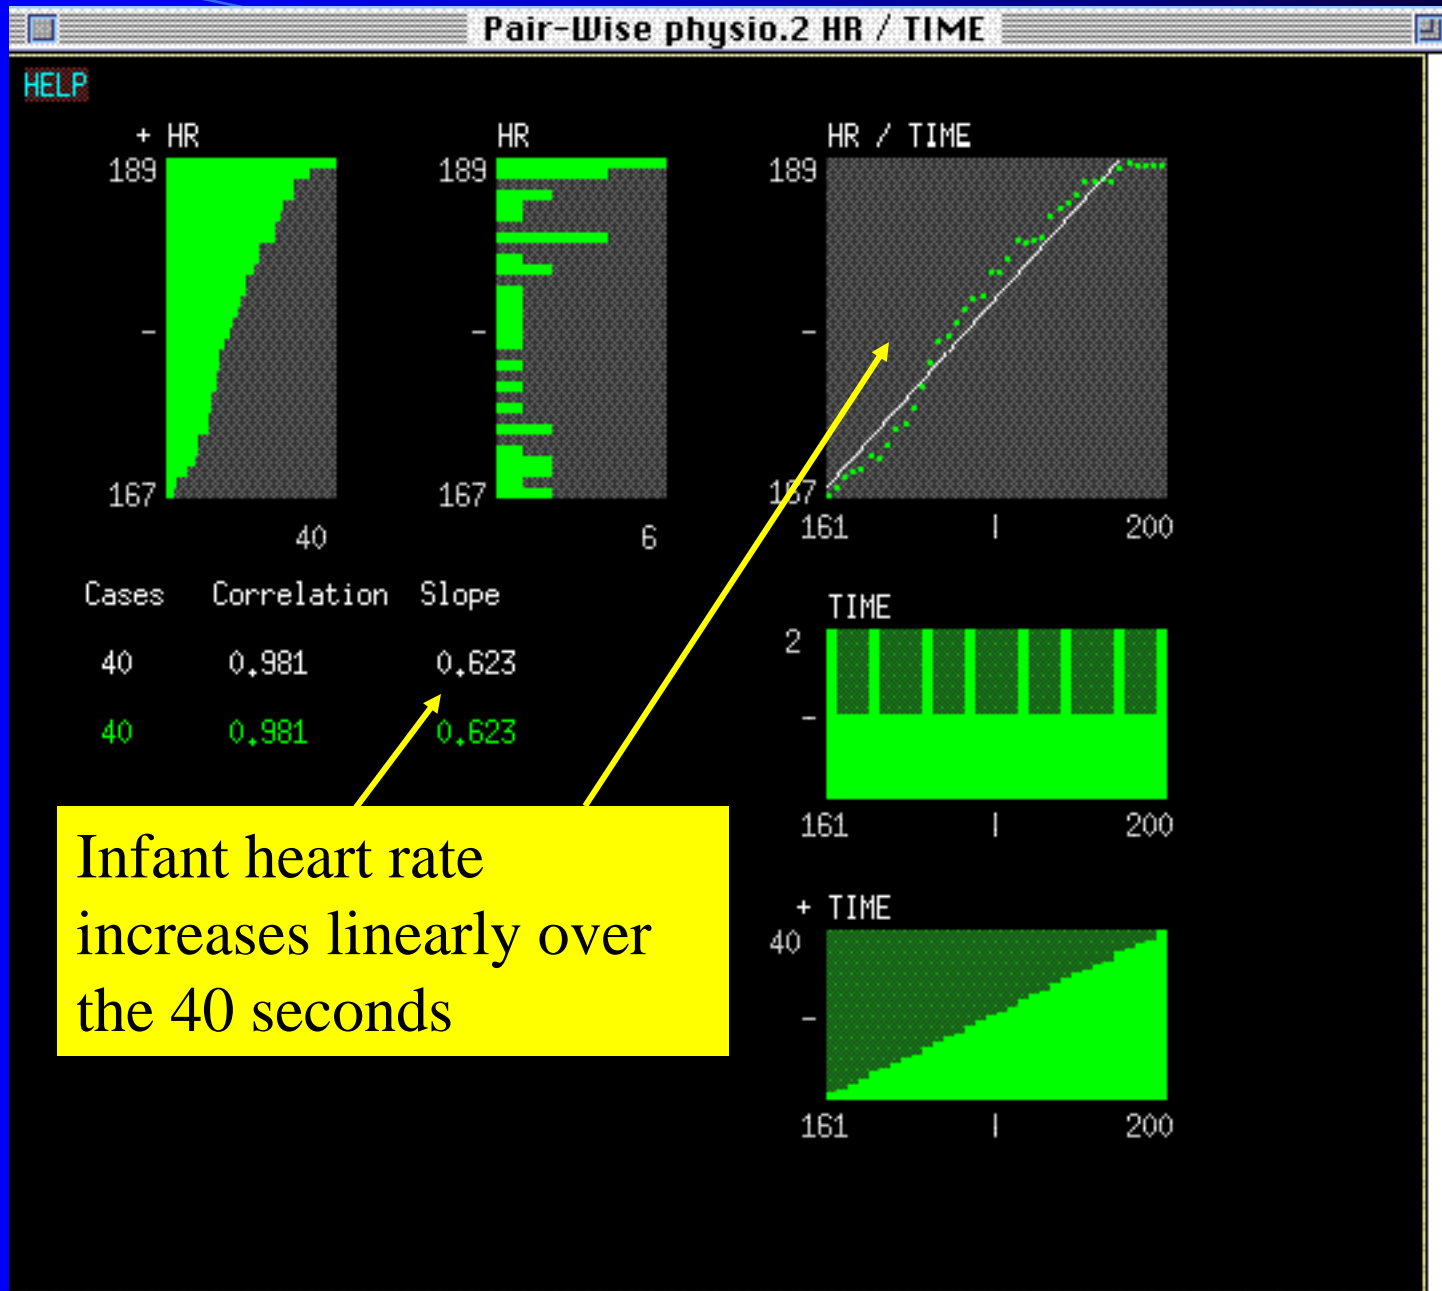 Pair-Wise physio.2 HR / TIME
HELP
+ HR
189
–
167
40
HR
189
–
167
6
HR / TIME
189
–
167
161 | 200
Cases Correlation Slope
40 0.981 0.623
40 0.981 0.623
TIME
2
–
161 | 200
+ TIME
40
–
161 | 200
Infant heart rate
increases linearly over
the 40 seconds